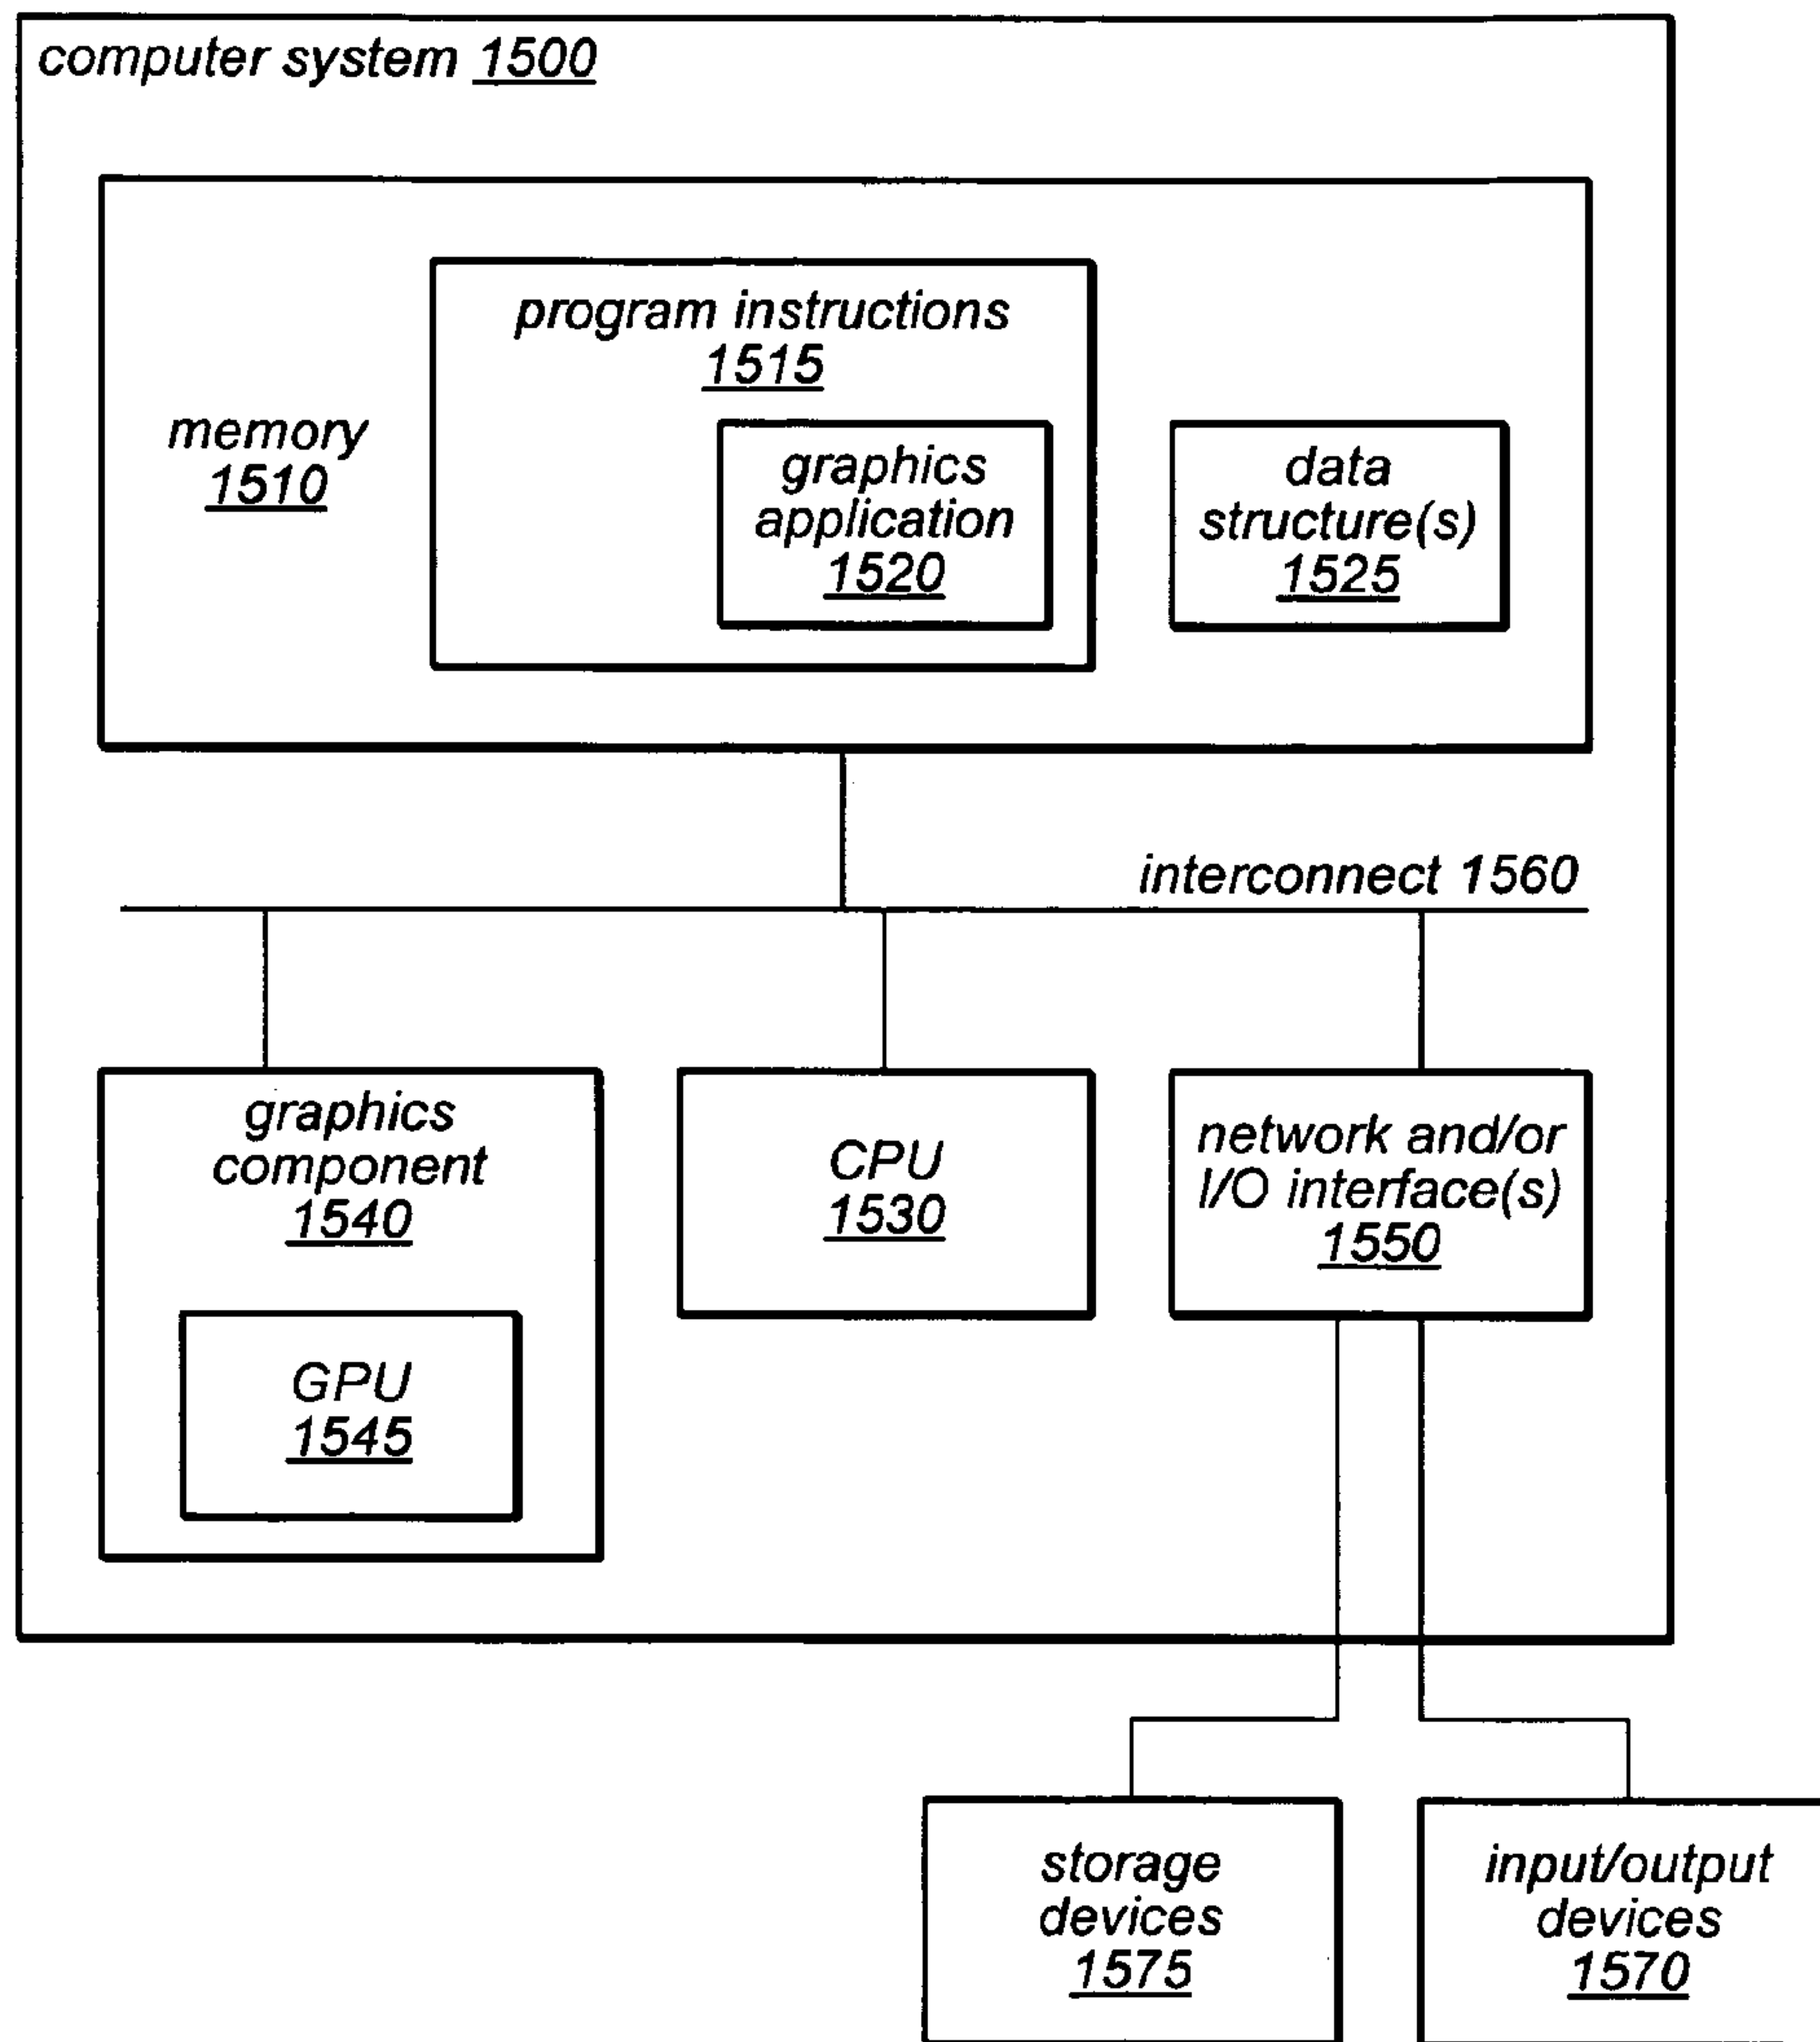 computer system 1500
program instructions
1515
memory
1510
graphics
application
1520
data
structure(s)
1525
interconnect 1560
graphics
component
1540
CPU
1530
network and/or
I/O interface(s)
1550
GPU
1545
storage
devices
1575
input/output
devices
1570